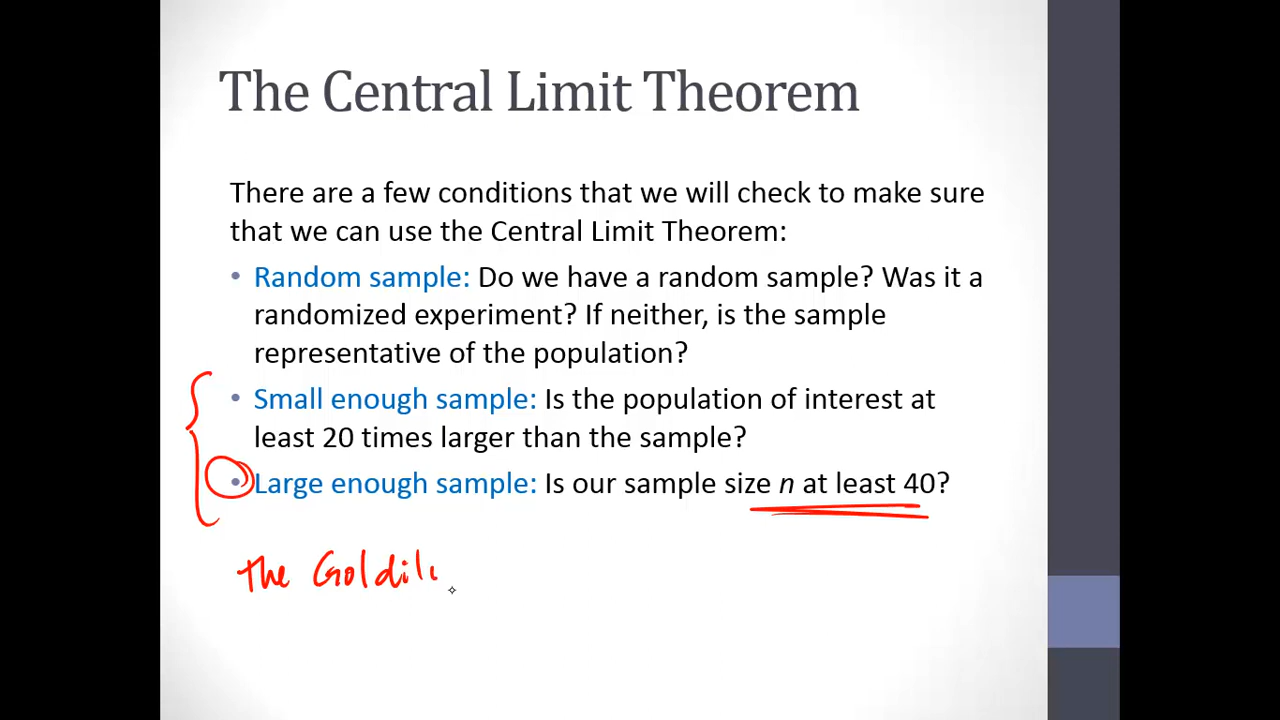 The Central Limit Theorem
There are a few conditions that we will check to make sure
that we can use the Central Limit Theorem:
• Random sample: Do we have a random sample? Was it a
randomized experiment? If neither, is the sample
representative of the population?
• Small enough sample: Is the population of interest at
least 20 times larger than the sample?
• Large enough sample: Is our sample size n at least 40?
The Goldil